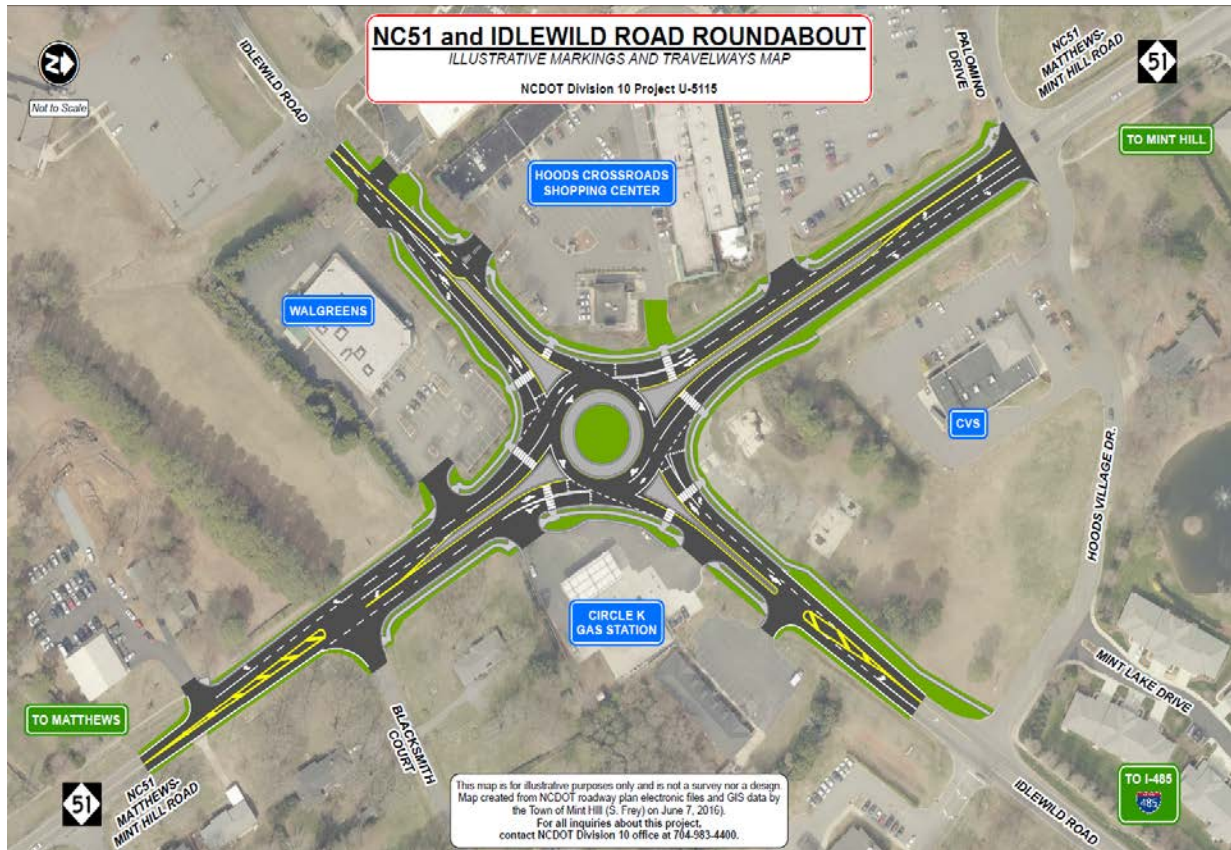 NC51 and IDLEWILD ROAD ROUNDABOUT
ILLUSTRATIVE MARKINGS AND TRAVELWAYS MAP
NCDOT Division 10 Project U-5115
N
Not to Scale
IDLEWILD ROAD
PALOMINO
DRIVE
NC51
MATTHEWS-
MINT HILL ROAD
51
TO MINT HILL
HOODS CROSSROADS
SHOPPING CENTER
WALGREENS
CVS
HOODS VILLAGE DR.
CIRCLE K
GAS STATION
MINT LAKE DRIVE
TO MATTHEWS
BLACKSMITH
COURT
51
NC51
MATTHEWS-
MINT HILL ROAD
IDLEWILD ROAD
TO I-485
485
This map is for illustrative purposes only and is not a survey nor a design.
Map created from NCDOT roadway plan electronic files and GIS data by
the Town of Mint Hill (S. Frey) on June 7, 2016).
For all inquiries about this project,
contact NCDOT Division 10 office at 704-983-4400.